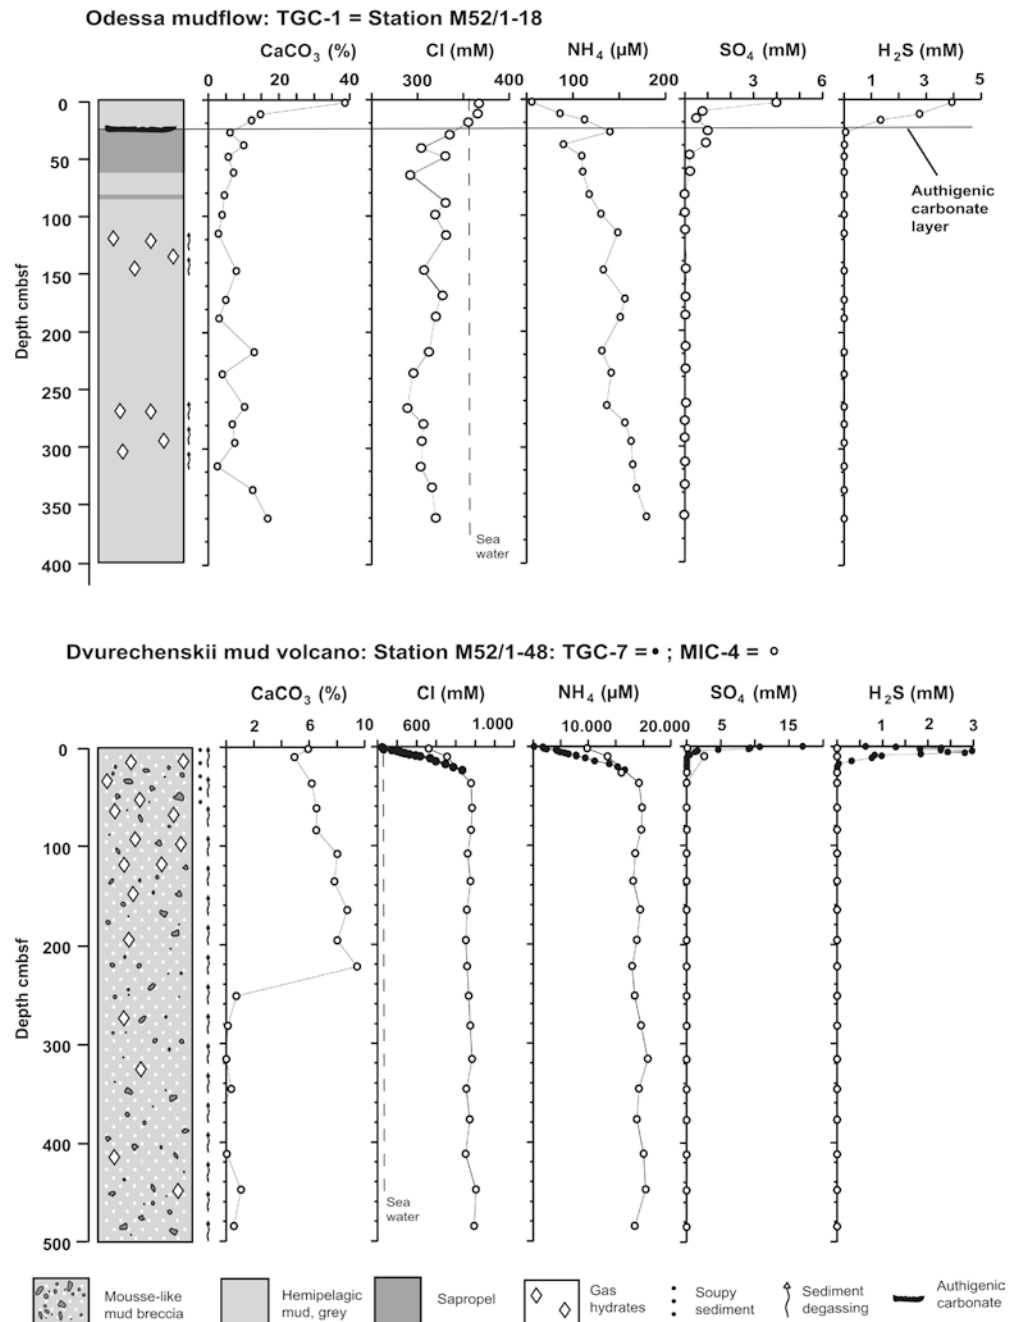 Odessa mudflow: TGC-1 = Station M52/1-18
CaCO₃ (%) Cl (mM) NH₄ (µM) SO₄ (mM) H₂S (mM)
0 20 40 300 400 100 200 0 3 6 1 3 5
0
50
100
150
200
250
300
350
400
Depth cmbsf
Authigenic
carbonate
layer
Sea
water
Dvurechenskii mud volcano: Station M52/1-48: TGC-7 =• ; MIC-4 = o
CaCO₃ (%) Cl (mM) NH₄ (µM) SO₄ (mM) H₂S (mM)
2 6 10 600 1.000 10.000 20.000 5 15 1 2 3
0
100
200
300
400
500
Depth cmbsf
Sea
water
Mousse-like
mud breccia
Hemipelagic
mud, grey
Sapropel
Gas
hydrates
Soupy
sediment
Sediment
degassing
Authigenic
carbonate